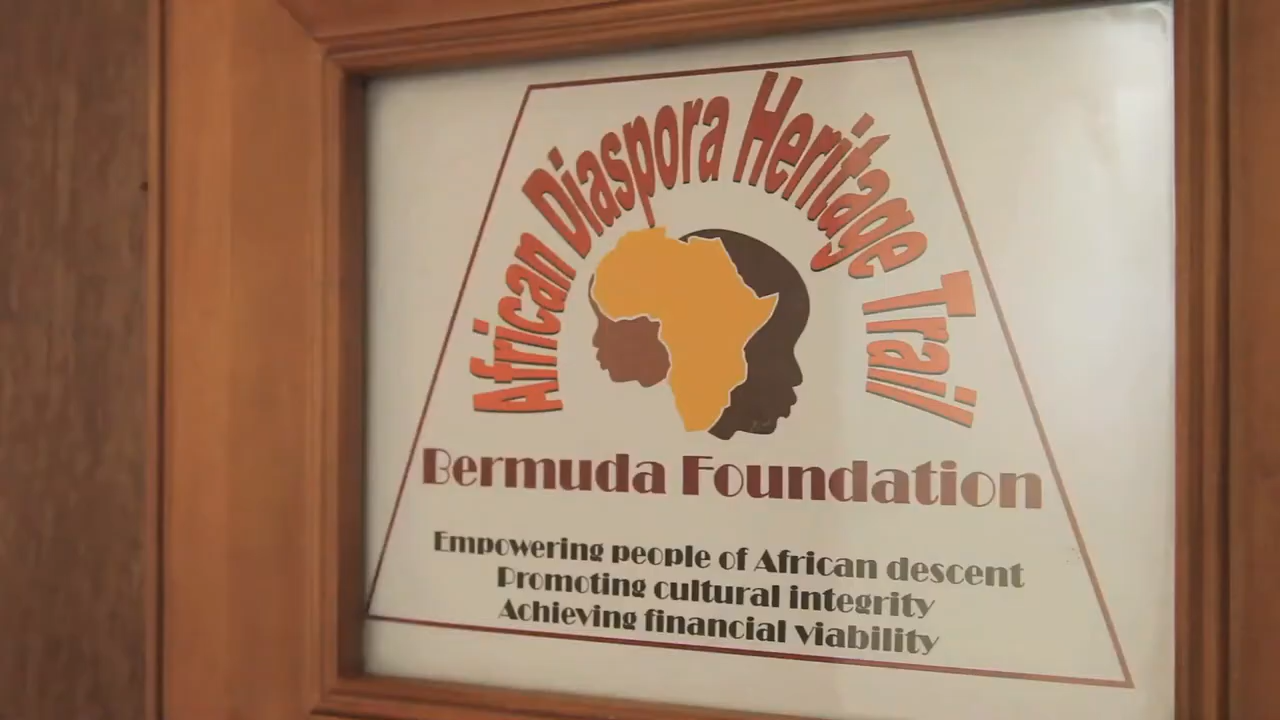 African Diaspora Heritage Trail
Bermuda Foundation
Empowering people of African descent
Promoting cultural integrity
Achieving financial viability